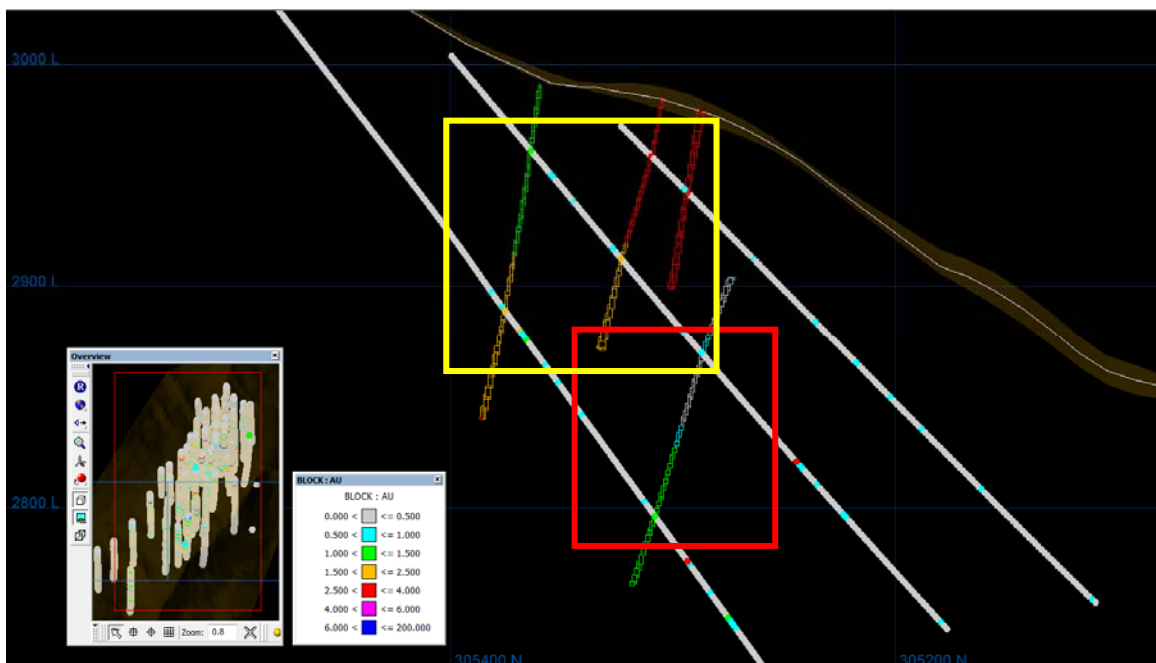 3000 L
2900 L
2800 L
305400 N
305200 N
Overview
R
Zoom: 0.8
BLOCK : AU
BLOCK : AU
0.000 < <= 0.500
0.500 < <= 1.000
1.000 < <= 1.500
1.500 < <= 2.500
2.500 < <= 4.000
4.000 < <= 6.000
6.000 < <= 200.000